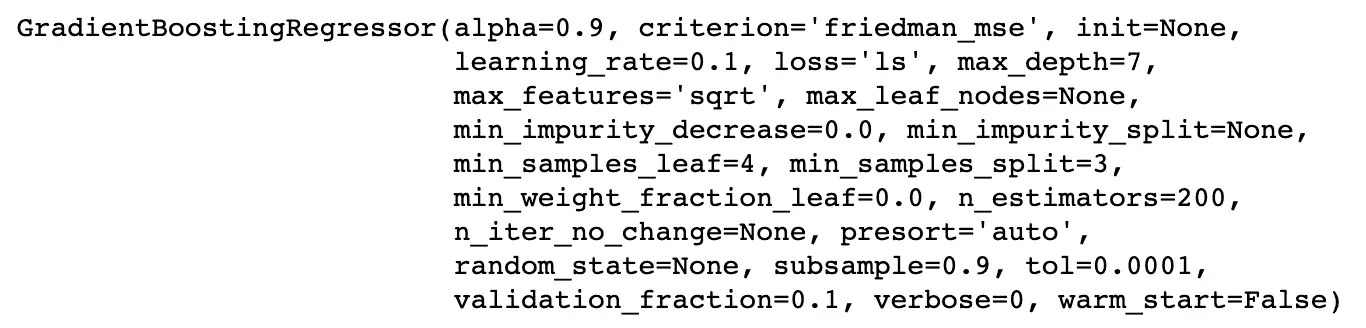 GradientBoostingRegressor(alpha=0.9, criterion='friedman_mse', init=None,
learning_rate=0.1, loss='ls', max_depth=7,
max_features='sqrt', max_leaf_nodes=None,
min_impurity_decrease=0.0, min_impurity_split=None,
min_samples_leaf=4, min_samples_split=3,
min_weight_fraction_leaf=0.0, n_estimators=200,
n_iter_no_change=None, presort='auto',
random_state=None, subsample=0.9, tol=0.0001,
validation_fraction=0.1, verbose=0, warm_start=False)